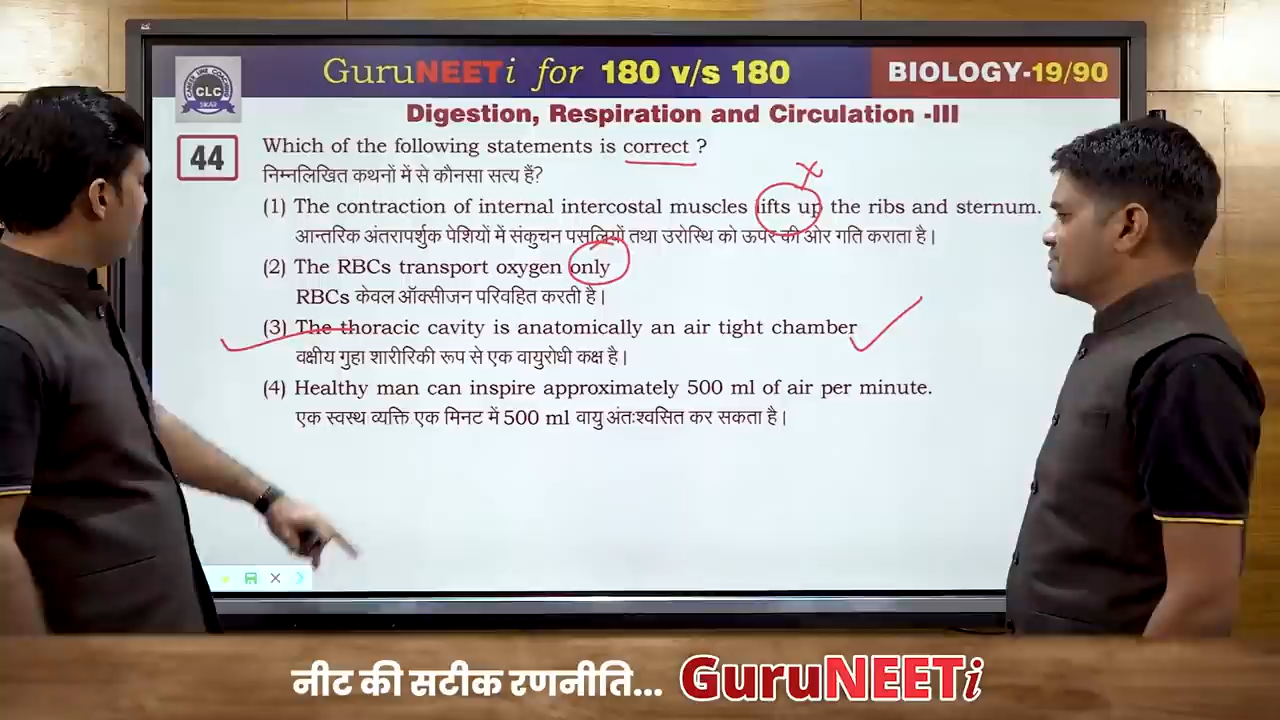 GuruNEETi for 180 v/s 180
BIOLOGY-19/90
CAREER LINE COACHING
CLC
SIKAR
Digestion, Respiration and Circulation -III
44
Which of the following statements is correct ?
निम्नलिखित कथनों में से कौनसा सत्य हैं?
(1) The contraction of internal intercostal muscles lifts up the ribs and sternum.
आन्तरिक अंतरापर्शुक पेशियों में संकुचन पसलियों तथा उरोस्थि को ऊपर की ओर गति कराता है।
(2) The RBCs transport oxygen only
RBCs केवल ऑक्सीजन परिवहित करती है।
(3) The thoracic cavity is anatomically an air tight chamber
वक्षीय गुहा शारीरिकी रूप से एक वायुरोधी कक्ष है।
(4) Healthy man can inspire approximately 500 ml of air per minute.
एक स्वस्थ व्यक्ति एक मिनट में 500 ml वायु अंतःश्वसित कर सकता है।
नीट की सटीक रणनीति... GuruNEETi